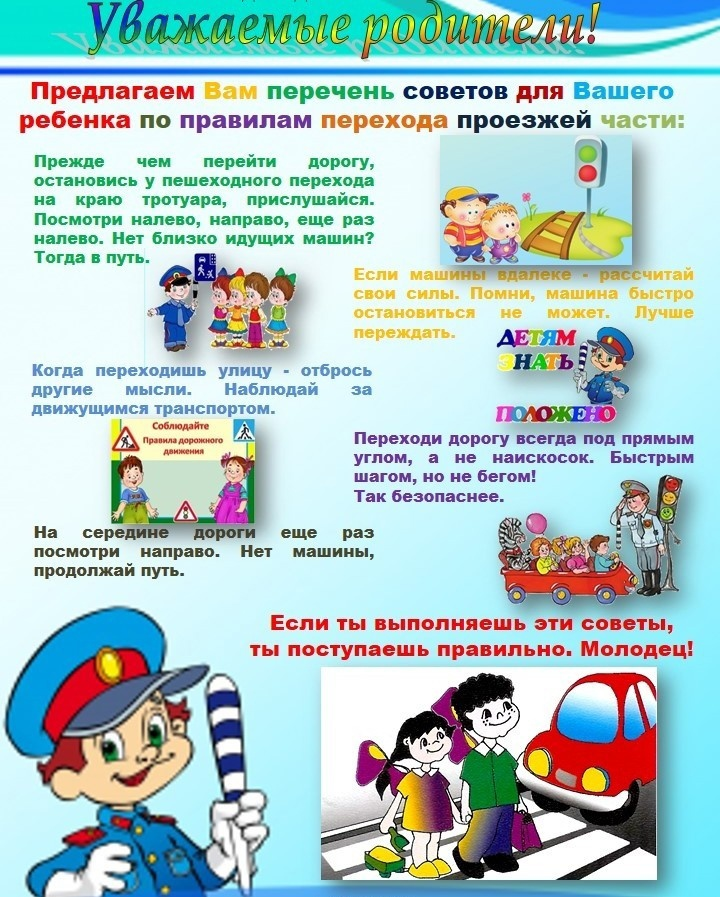 Уважаемые родители!
Предлагаем Вам перечень советов для Вашего
ребенка по правилам перехода проезжей части:
Прежде чем перейти дорогу,
остановись у пешеходного перехода
на краю тротуара, прислушайся.
Посмотри налево, направо, еще раз
налево. Нет близко идущих машин?
Тогда в путь.
Если машины вдалеке - рассчитай
свои силы. Помни, машина быстро
остановиться не может. Лучше
переждать.
ДЕТЯМ
ЗНАТЬ
ПОЛОЖЕНО
Когда переходишь улицу - отбрось
другие мысли. Наблюдай за
движущимся транспортом.
Соблюдайте
Правила дорожного
движения
Переходи дорогу всегда под прямым
углом, а не наискосок. Быстрым
шагом, но не бегом!
Так безопаснее.
На середине дороги еще раз
посмотри направо. Нет машины,
продолжай путь.
Если ты выполняешь эти советы,
ты поступаешь правильно. Молодец!